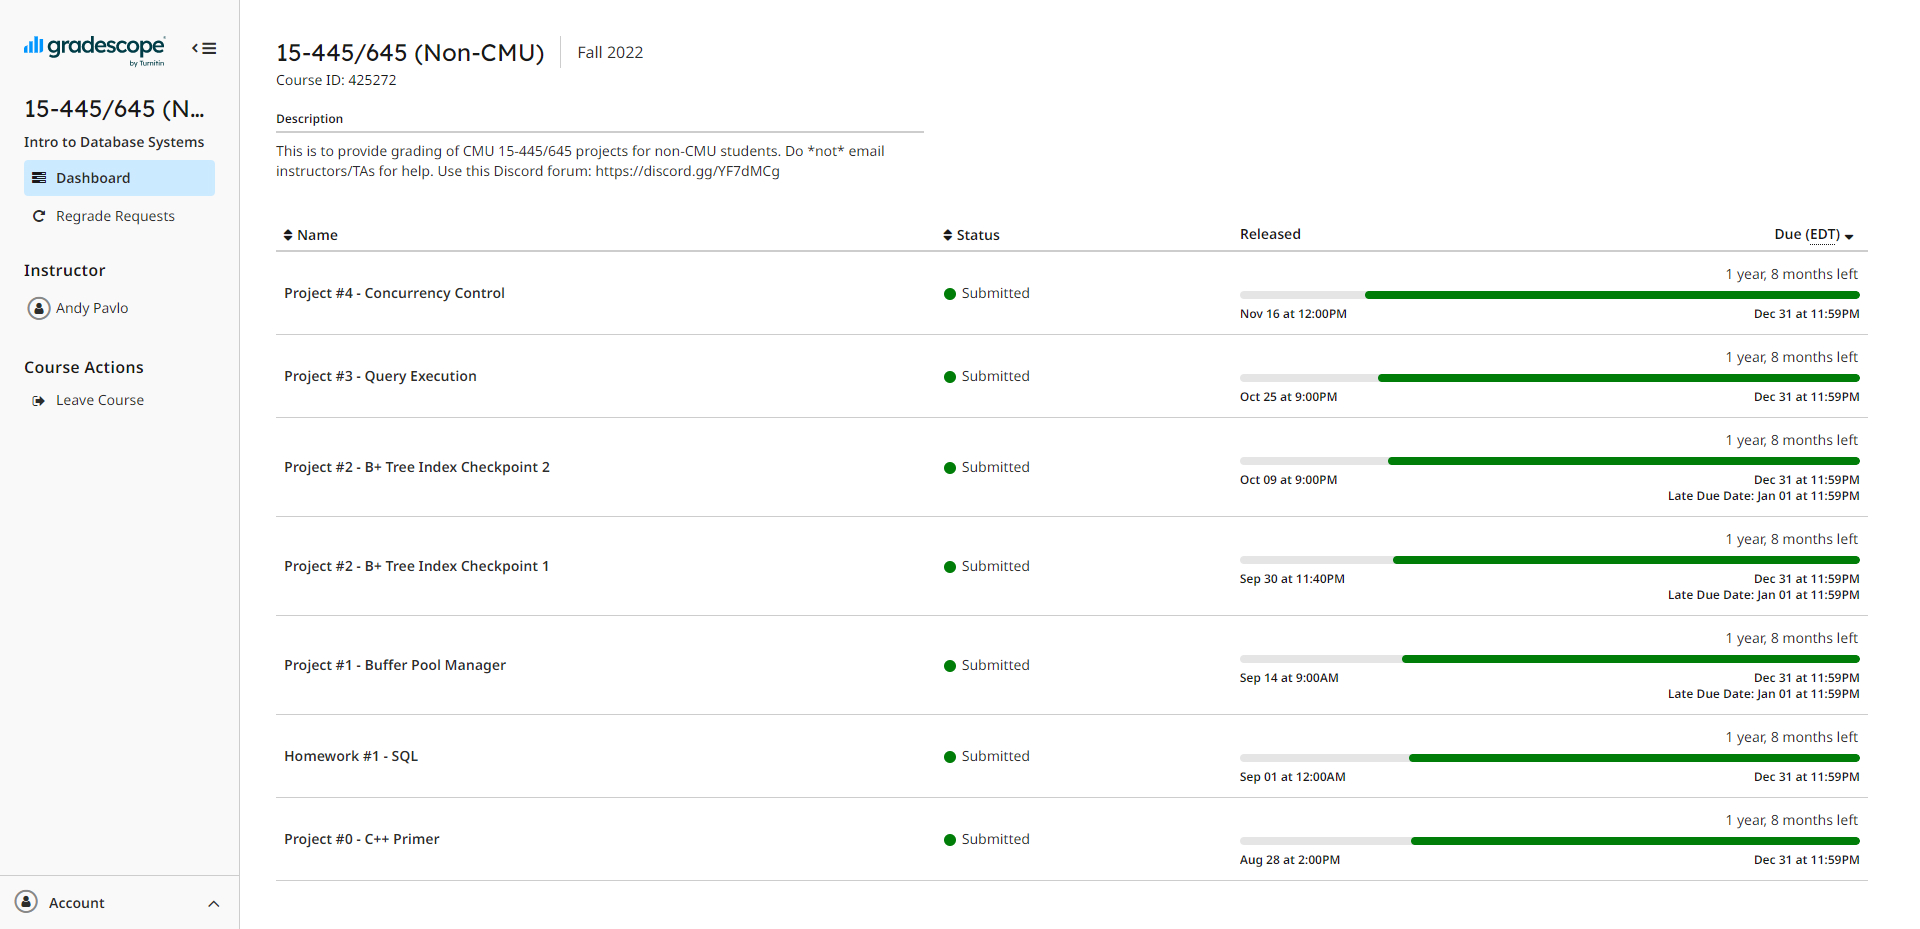 gradescope
by Turnitin
15-445/645 (N...
Intro to Database Systems
Dashboard
Regrade Requests
Instructor
Andy Pavlo
Course Actions
Leave Course
Account
15-445/645 (Non-CMU)
Fall 2022
Course ID: 425272
Description
This is to provide grading of CMU 15-445/645 projects for non-CMU students. Do *not* email
instructors/TAs for help. Use this Discord forum: https://discord.gg/YF7dMCg
Name Status Released Due (EDT)
1 year, 8 months left
Project #4 - Concurrency Control Submitted
Nov 16 at 12:00PM Dec 31 at 11:59PM
1 year, 8 months left
Project #3 - Query Execution Submitted
Oct 25 at 9:00PM Dec 31 at 11:59PM
1 year, 8 months left
Project #2 - B+ Tree Index Checkpoint 2 Submitted
Oct 09 at 9:00PM Dec 31 at 11:59PM
Late Due Date: Jan 01 at 11:59PM
1 year, 8 months left
Project #2 - B+ Tree Index Checkpoint 1 Submitted
Sep 30 at 11:40PM Dec 31 at 11:59PM
Late Due Date: Jan 01 at 11:59PM
1 year, 8 months left
Project #1 - Buffer Pool Manager Submitted
Sep 14 at 9:00AM Dec 31 at 11:59PM
Late Due Date: Jan 01 at 11:59PM
1 year, 8 months left
Homework #1 - SQL Submitted
Sep 01 at 12:00AM Dec 31 at 11:59PM
1 year, 8 months left
Project #0 - C++ Primer Submitted
Aug 28 at 2:00PM Dec 31 at 11:59PM